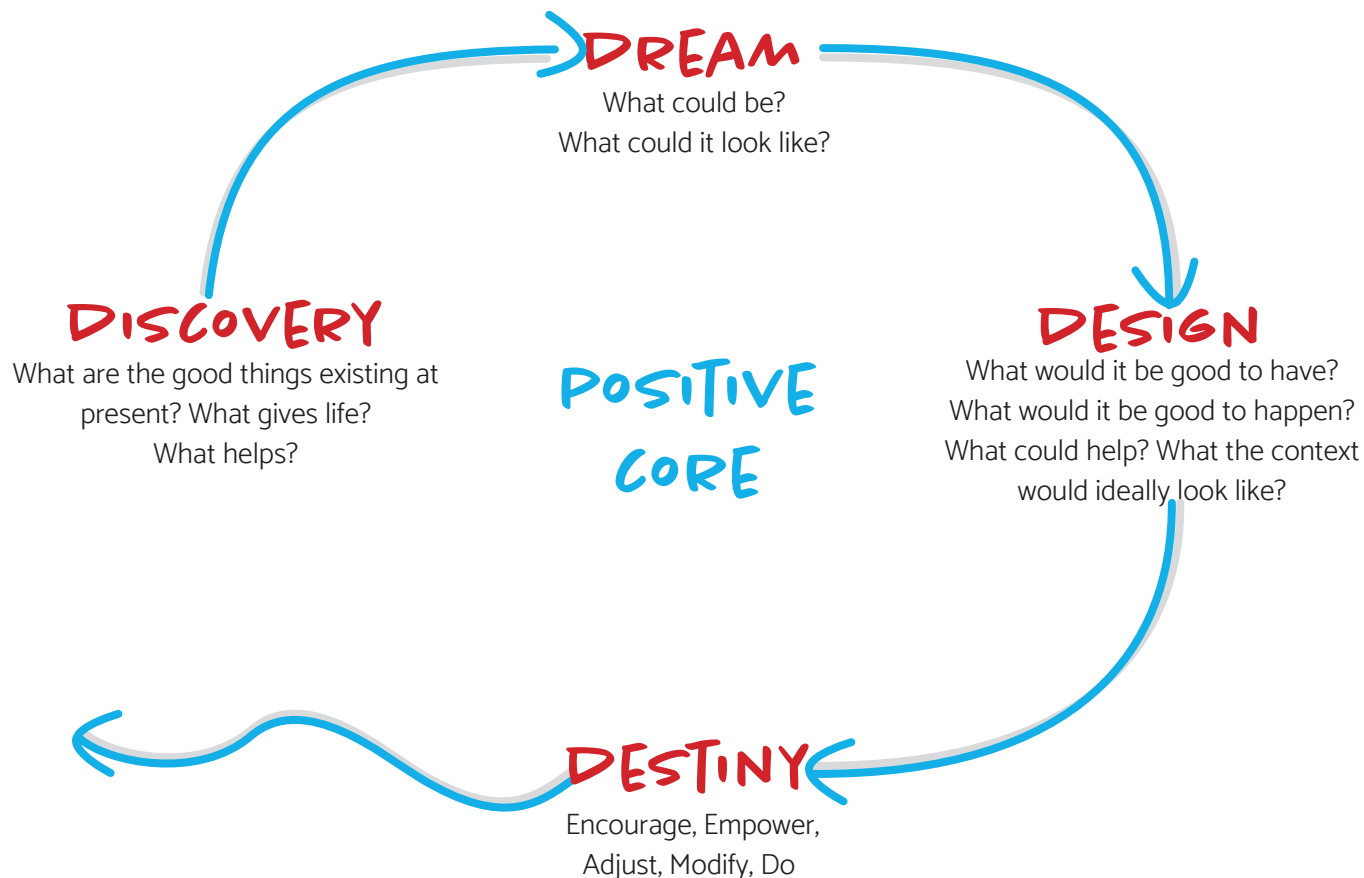 DREAM
What could be?
What could it look like?
DISCOVERY
What are the good things existing at
present? What gives life?
What helps?
POSITIVE
CORE
DESIGN
What would it be good to have?
What would it be good to happen?
What could help? What the context
would ideally look like?
DESTINY
Encourage, Empower,
Adjust, Modify, Do